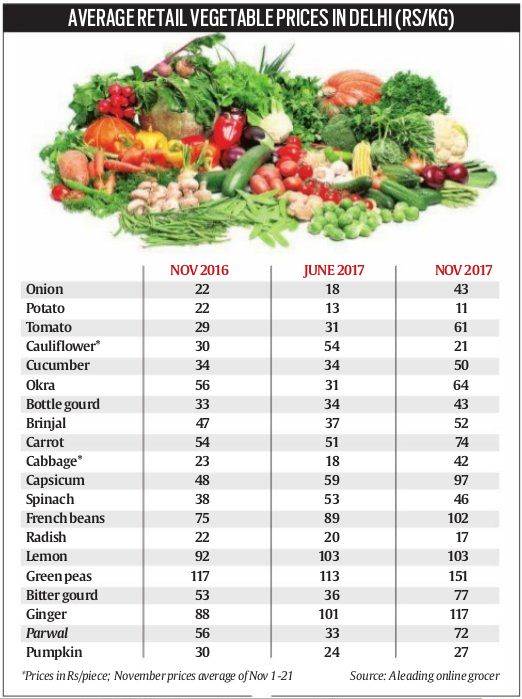 AVERAGE RETAIL VEGETABLE PRICES IN DELHI (RS/KG)
NOV 2016 JUNE 2017 NOV 2017
Onion 22 18 43
Potato 22 13 11
Tomato 29 31 61
Cauliflower* 30 54 21
Cucumber 34 34 50
Okra 56 31 64
Bottle gourd 33 34 43
Brinjal 47 37 52
Carrot 54 51 74
Cabbage* 23 18 42
Capsicum 48 59 97
Spinach 38 53 46
French beans 75 89 102
Radish 22 20 17
Lemon 92 103 103
Green peas 117 113 151
Bitter gourd 53 36 77
Ginger 88 101 117
Parwal 56 33 72
Pumpkin 30 24 27
*Prices in Rs/piece; November prices average of Nov 1-21 Source: A leading online grocer